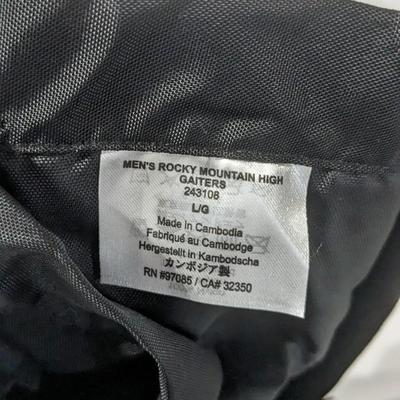 MEN'S ROCKY MOUNTAIN HIGH
GAITERS
243106
L/G
Made in Cambodia
Fabriqué au Cambodge
Hergestellt in Kambodscha
カンボジア製
RN #97085 / CA# 32350